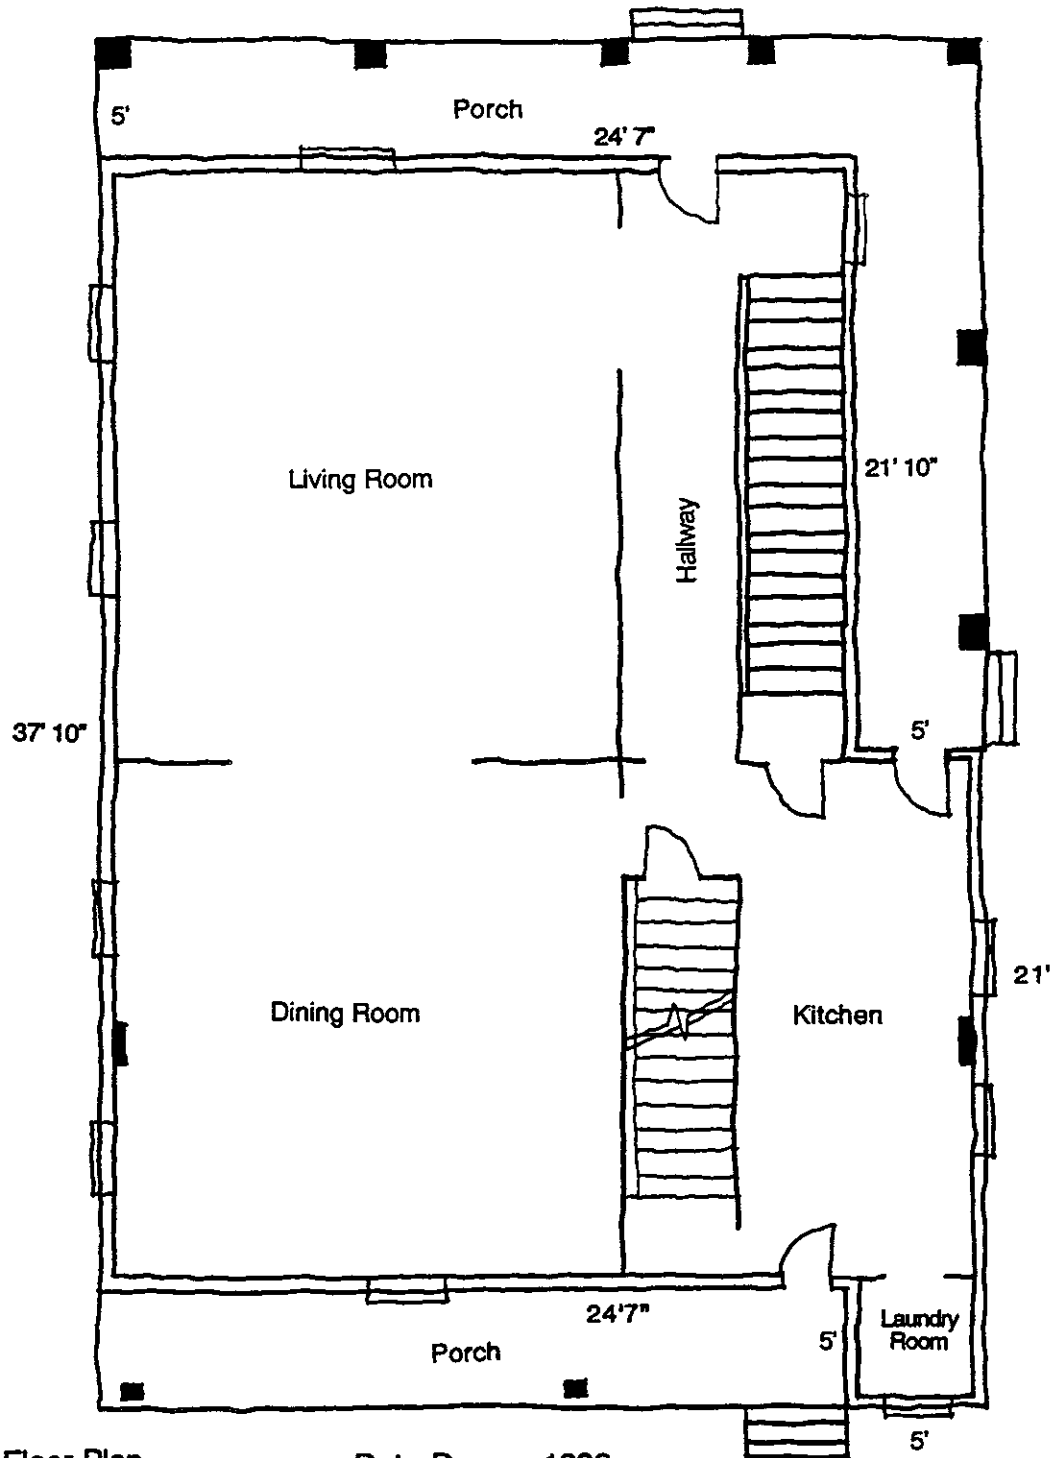 Porch
5'
24' 7"
Living Room
Hallway
21' 10"
37' 10"
5'
Dining Room
Kitchen
21'
24'7"
Porch
5'
Laundry
Room
5'
Floor Plan